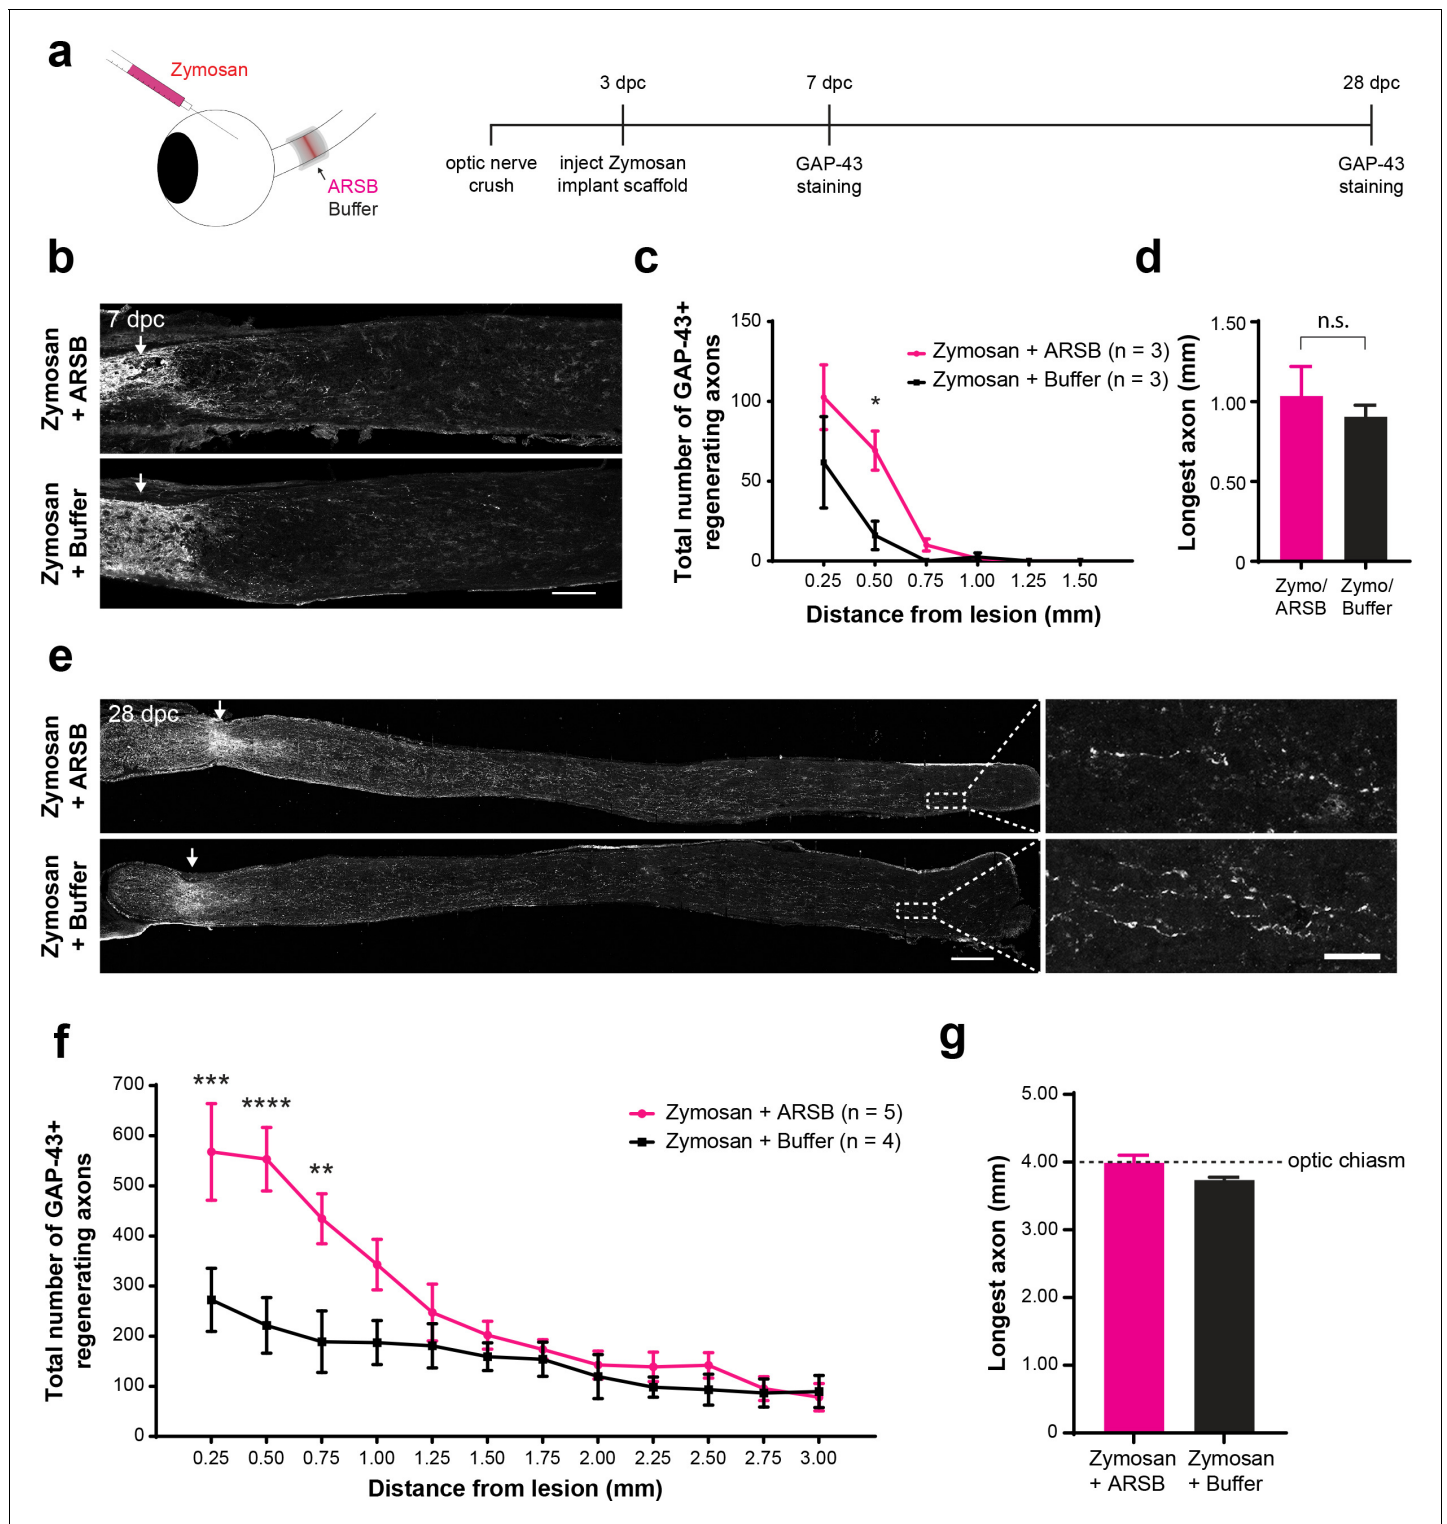 a
Zymosan
ARSB
Buffer
3 dpc
7 dpc
28 dpc
optic nerve
crush
inject Zymosan
implant scaffold
GAP-43
staining
GAP-43
staining
b
7 dpc
Zymosan
+ ARSB
Zymosan
+ Buffer
c
Total number of GAP-43+
regenerating axons
150
100
50
0
Zymosan + ARSB (n = 3)
Zymosan + Buffer (n = 3)
*
0.25 0.50 0.75 1.00 1.25 1.50
Distance from lesion (mm)
d
Longest axon (mm)
1.50
1.00
0.50
0
n.s.
Zymo/
ARSB
Zymo/
Buffer
e
28 dpc
Zymosan
+ ARSB
Zymosan
+ Buffer
f
Total number of GAP-43+
regenerating axons
700
600
500
400
300
200
100
0
***
****
**
Zymosan + ARSB (n = 5)
Zymosan + Buffer (n = 4)
0.25 0.50 0.75 1.00 1.25 1.50 1.75 2.00 2.25 2.50 2.75 3.00
Distance from lesion (mm)
g
Longest axon (mm)
5.00
4.00
3.00
2.00
1.00
0
optic chiasm
Zymosan
+ ARSB
Zymosan
+ Buffer